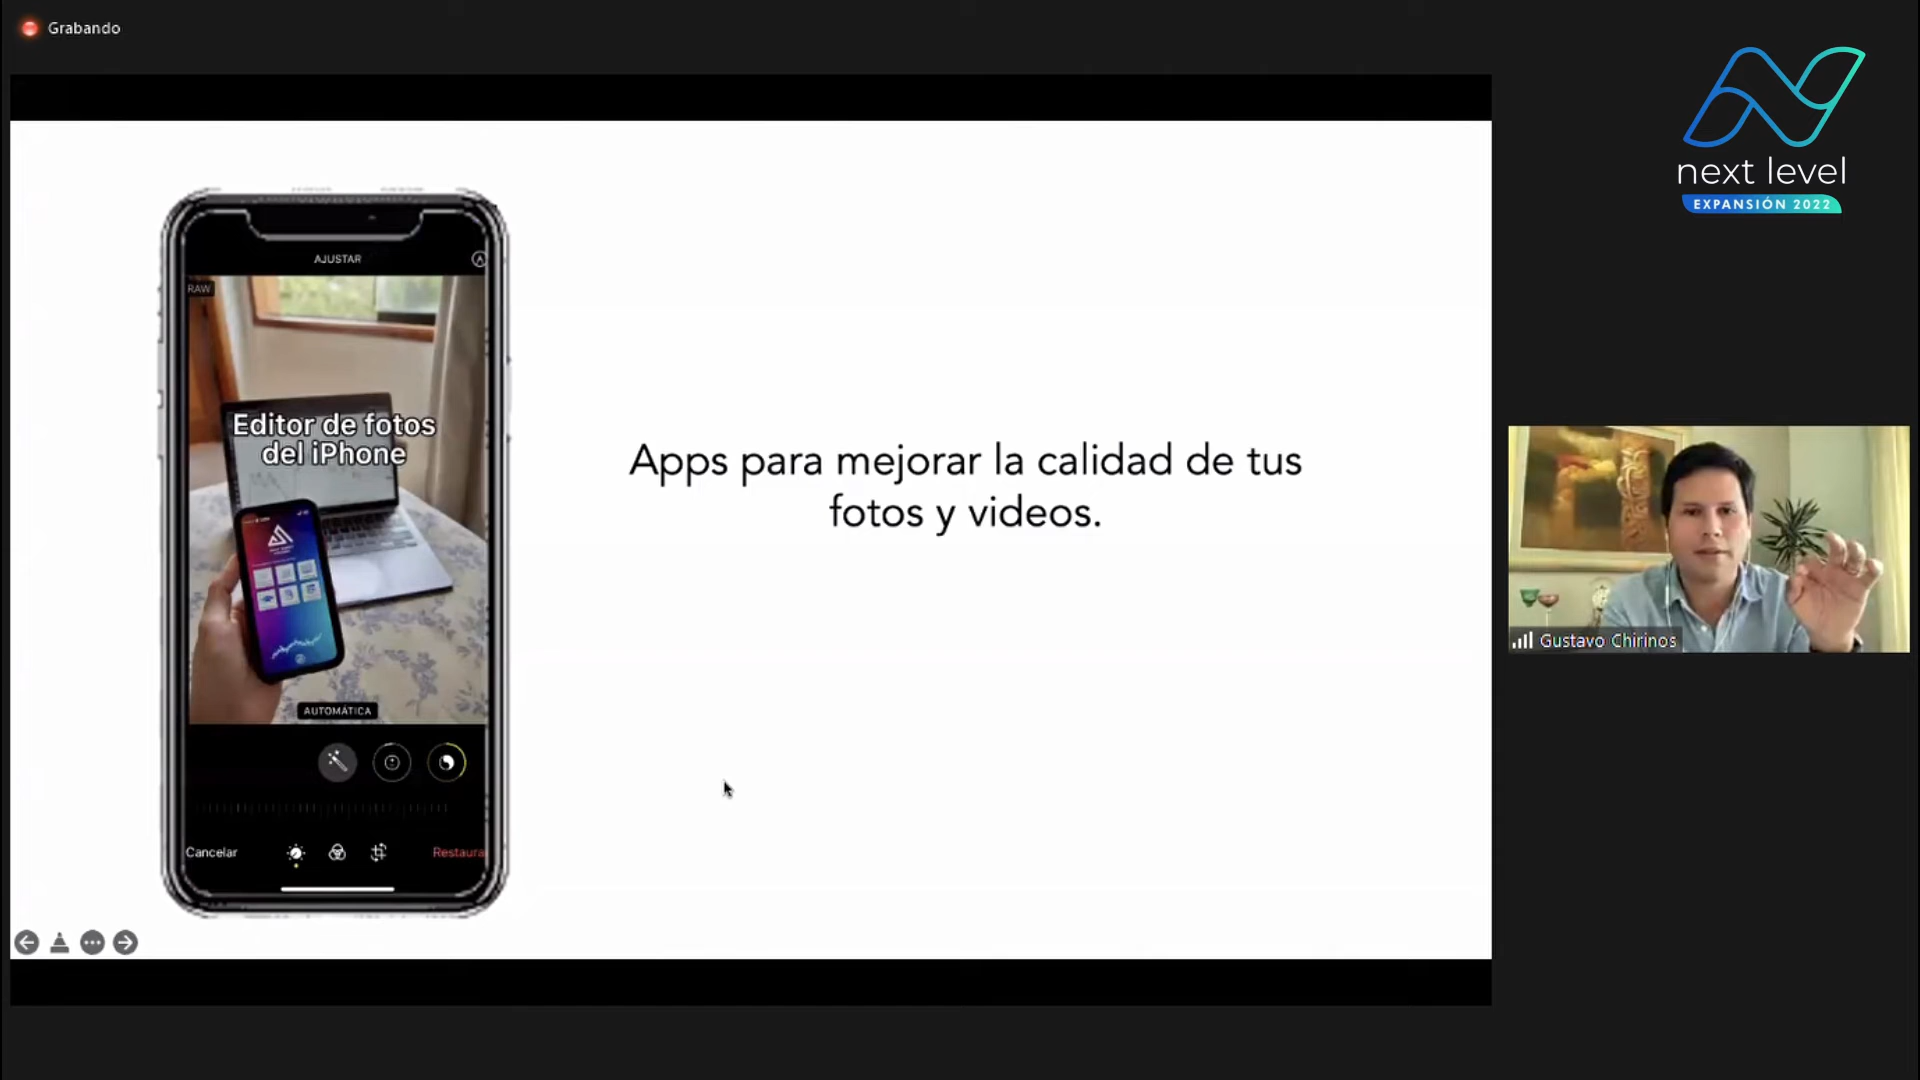 Grabando
next level
EXPANSIÓN 2022
AJUSTAR
RAW
Editor de fotos
del iPhone
AUTOMÁTICA
Cancelar
Restaura
Apps para mejorar la calidad de tus
fotos y videos.
Gustavo Chirinos